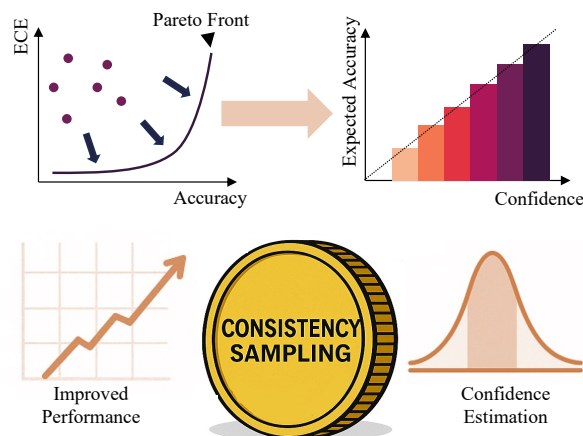 Pareto Front
ECE
Accuracy
Expected Accuracy
Confidence
CONSISTENCY
SAMPLING
Improved
Performance
Confidence
Estimation